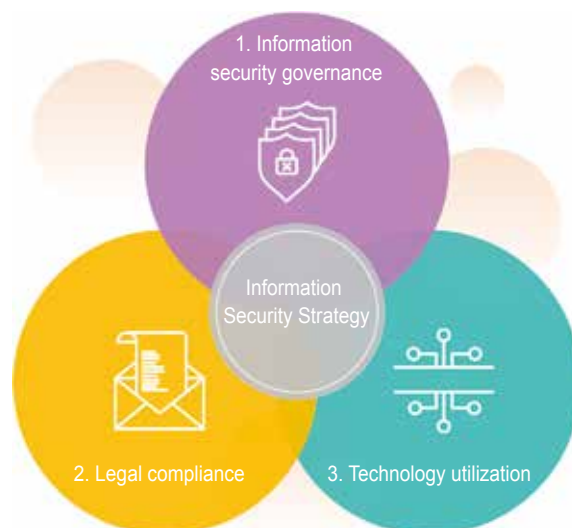 1. Information
security governance
Information
Security Strategy
2. Legal compliance
3. Technology utilization